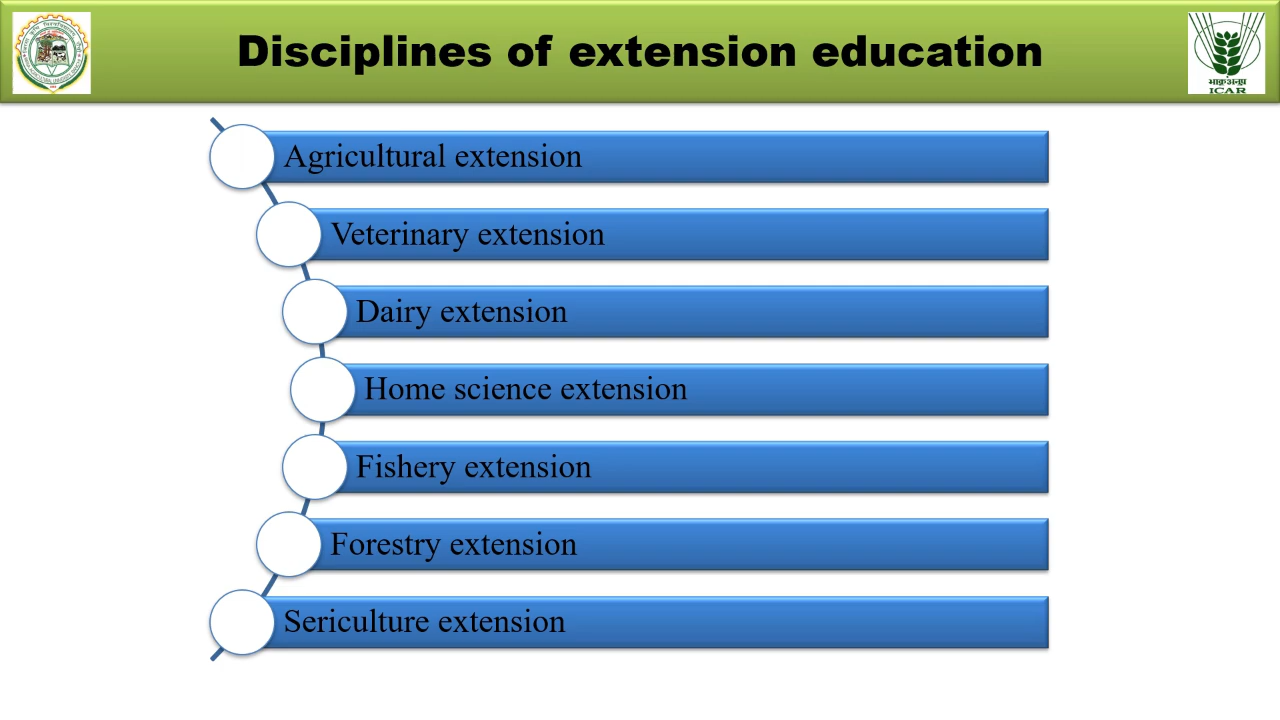 Disciplines of extension education
भाकृअनुप
ICAR
Agricultural extension
Veterinary extension
Dairy extension
Home science extension
Fishery extension
Forestry extension
Sericulture extension